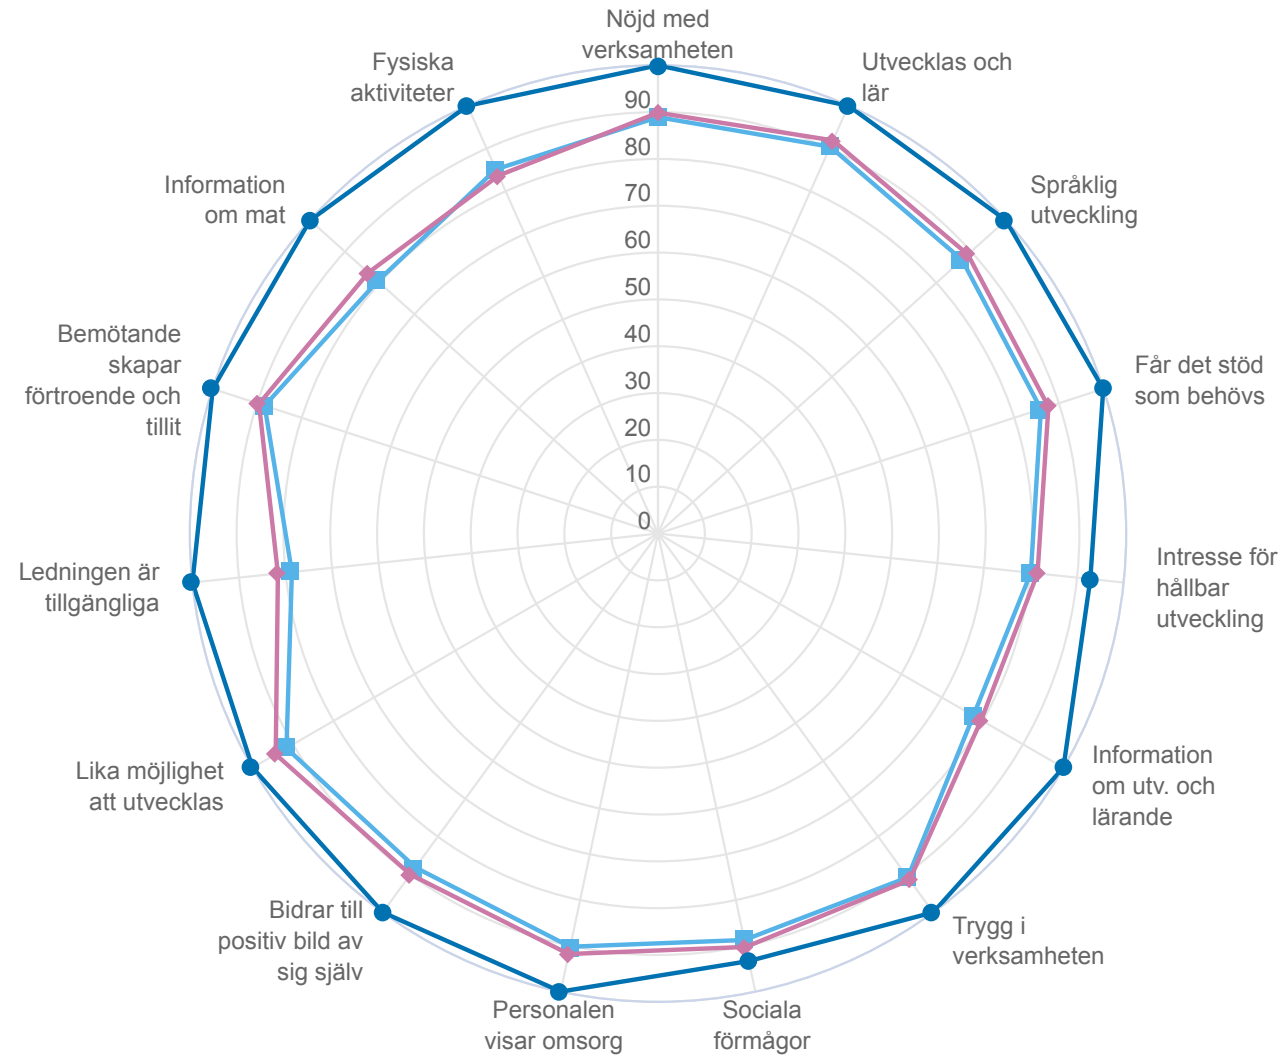 Nöjd med
verksamheten
Utvecklas och
lär
Språklig
utveckling
Får det stöd
som behövs
Intresse för
hållbar
utveckling
Information
om utv. och
lärande
Trygg i
verksamheten
Sociala
förmågor
Personalen
visar omsorg
Bidrar till
positiv bild av
sig själv
Lika möjlighet
att utvecklas
Ledningen är
tillgängliga
Bemötande
skapar
förtroende och
tillit
Information
om mat
Fysiska
aktiviteter
90
80
70
60
50
40
30
20
10
0